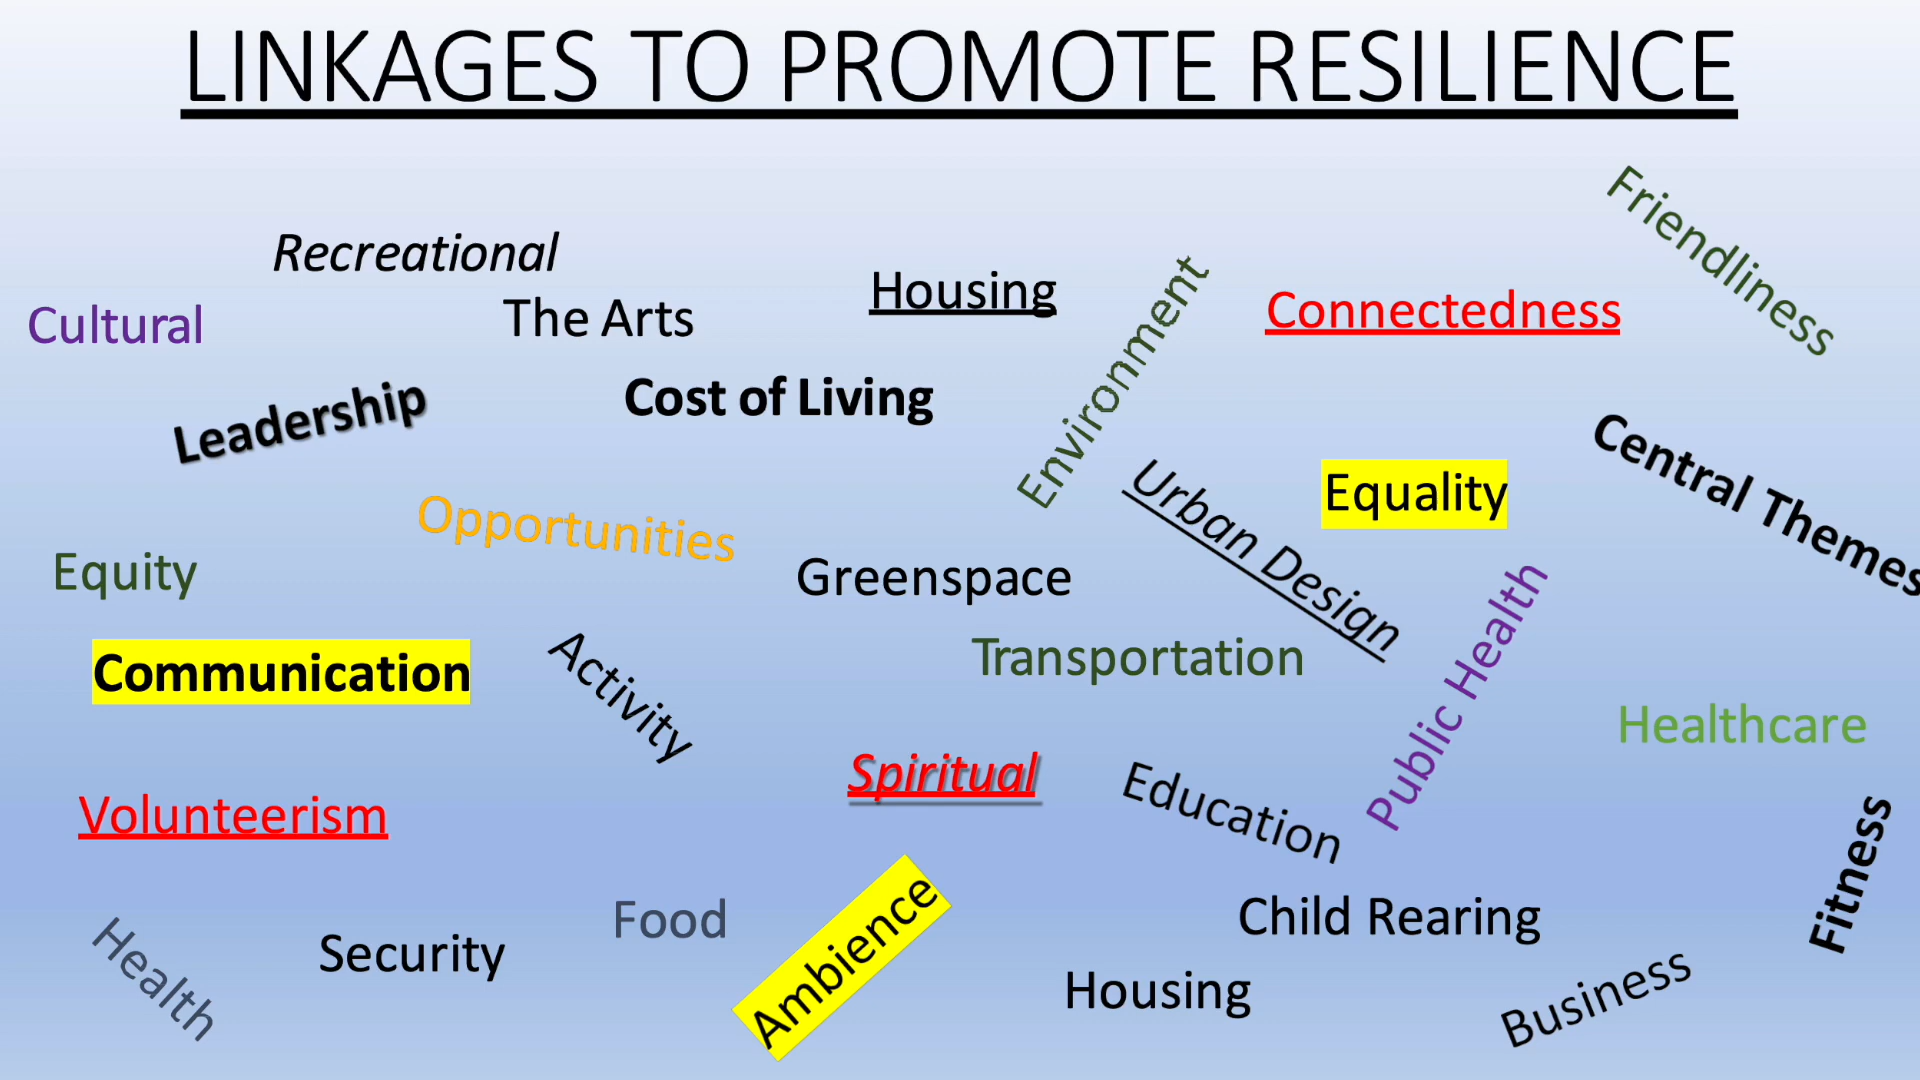 LINKAGES TO PROMOTE RESILIENCE
Friendliness
Recreational
Cultural
The Arts
Housing
Environment
Connectedness
Leadership
Cost of Living
Central Themes
Opportunities
Urban Design
Equality
Equity
Greenspace
Communication
Activity
Transportation
Public Health
Healthcare
Volunteerism
Spiritual
Education
Fitness
Health
Security
Food
Ambience
Child Rearing
Housing
Business